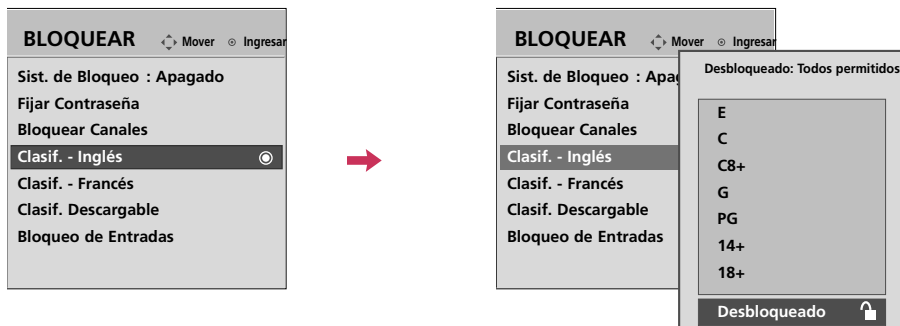 BLOQUEAR Mover Ingresar
Sist. de Bloqueo : Apagado
Fijar Contraseña
Bloquear Canales
Clasif. - Inglés
Clasif. - Francés
Clasif. Descargable
Bloqueo de Entradas
BLOQUEAR Mover Ingresar
Sist. de Bloqueo : Apag
Fijar Contraseña
Bloquear Canales
Clasif. - Inglés
Clasif. - Francés
Clasif. Descargable
Bloqueo de Entradas
Desbloqueado: Todos permitidos
E
C
C8+
G
PG
14+
18+
Desbloqueado